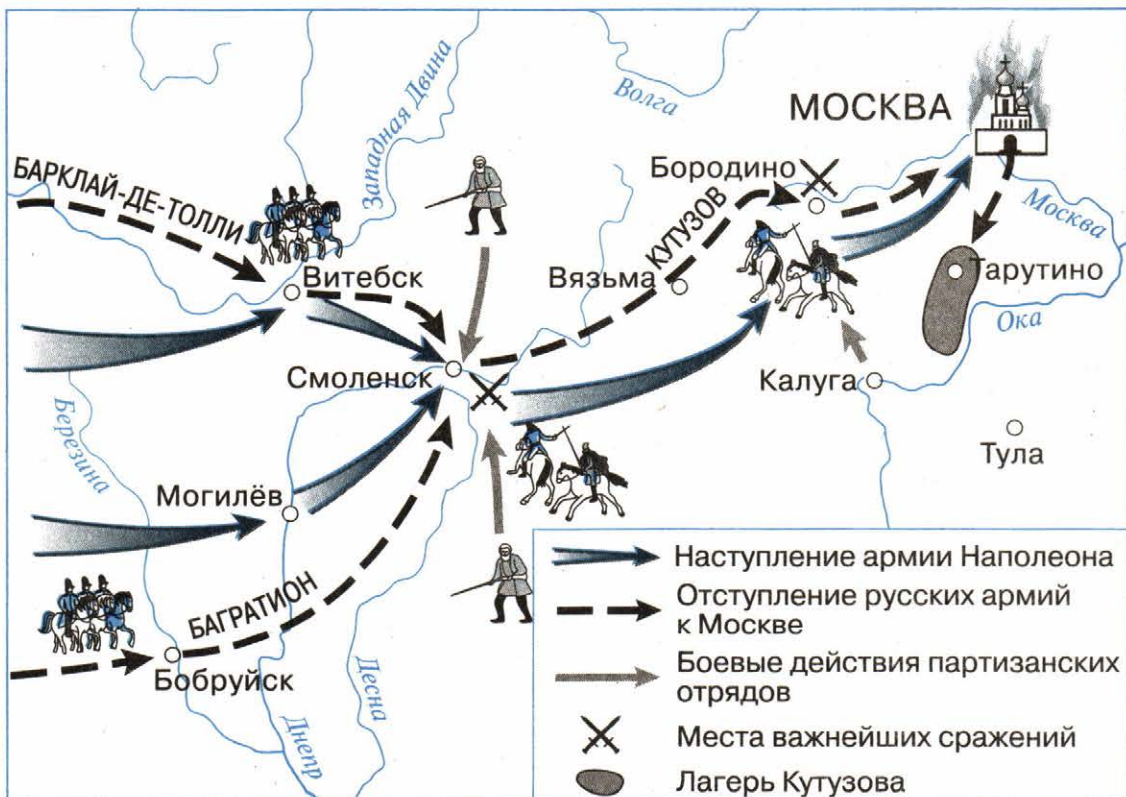 Западная Двина
Волга
МОСКВА
БАРКЛАЙ-ДЕ-ТОЛЛИ
Бородино
Москва
КУТУЗОВ
Витебск
Вязьма
Тарутино
Ока
Смоленск
Калуга
Березина
Тула
Могилёв
БАГРАТИОН
Бобруйск
Десна
Днепр
Наступление армии Наполеона
Отступление русских армий
к Москве
Боевые действия партизанских
отрядов
Места важнейших сражений
Лагерь Кутузова